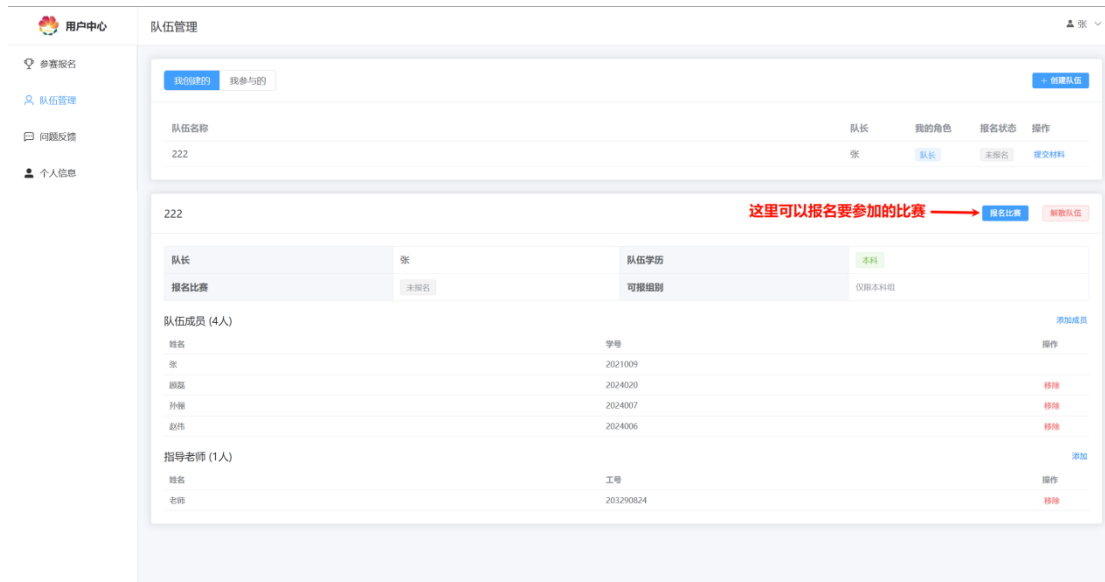 用户中心
队伍管理
张
参赛报名
队伍管理
问题反馈
个人信息
我创建的 我参与的
+ 创建队伍
队伍名称 队长 我的角色 报名状态 操作
222 张 队长 未报名 提交材料
222 这里可以报名要参加的比赛 报名比赛 解散队伍
队长 张 队伍学历 本科
报名比赛 未报名 可报组别 仅限本科组
队伍成员 (4人) 添加成员
姓名 学号 操作
张 2021009
顾磊 2024020 移除
孙俪 2024007 移除
赵伟 2024006 移除
指导老师 (1人) 添加
姓名 工号 操作
老师 203290824 移除